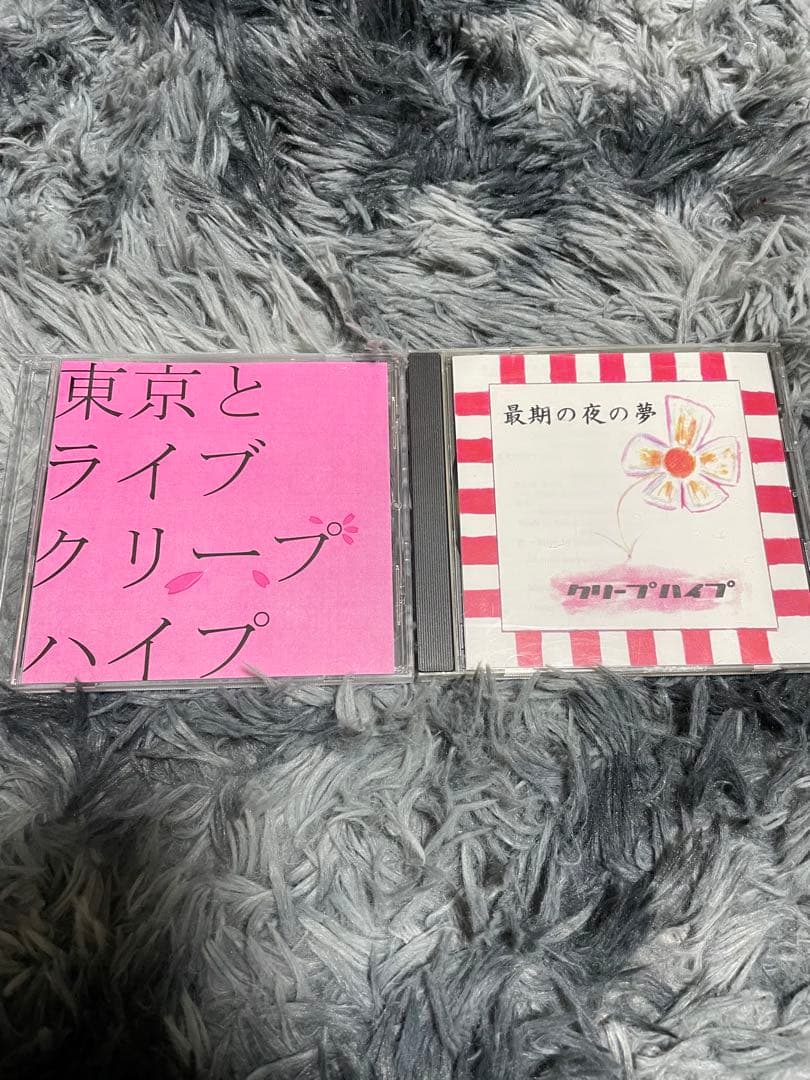 東京と
ライブ
クリープ
ハイプ
最期の夜の夢
クリープハイプ